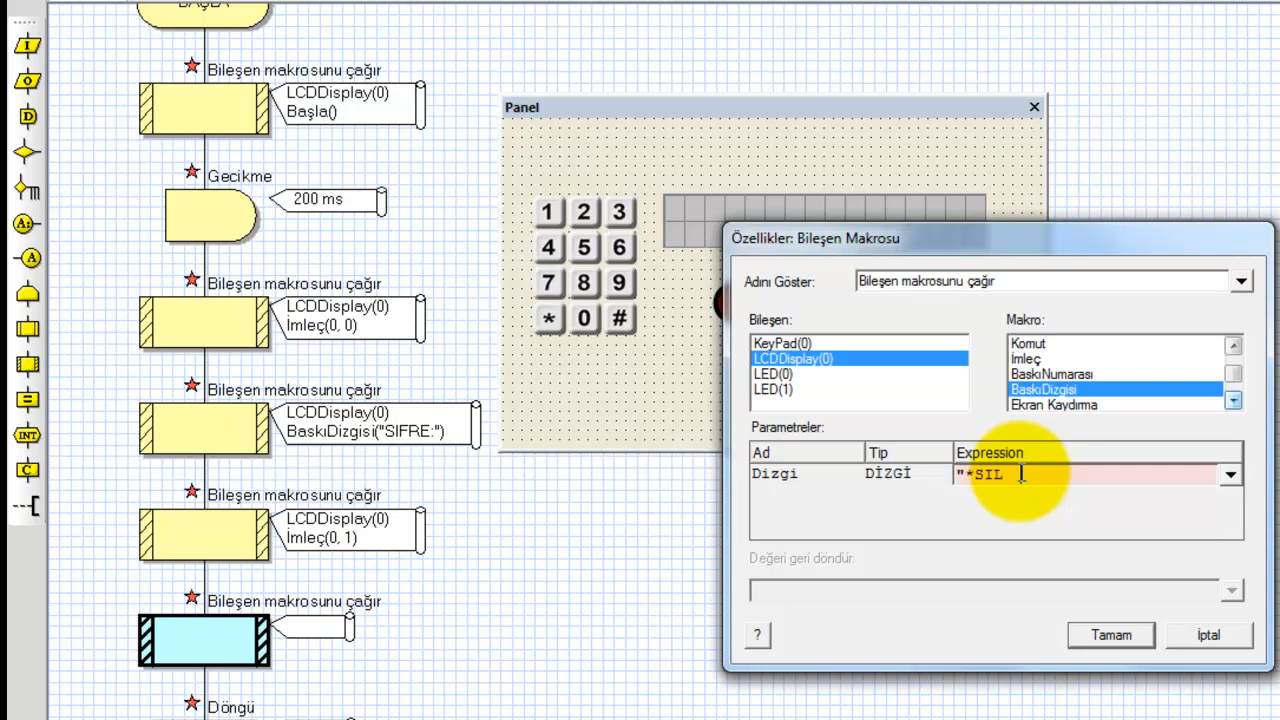 BAŞLA
Bileşen makrosunu çağır
LCDDisplay(0)
Başla()
Gecikme
200 ms
Bileşen makrosunu çağır
LCDDisplay(0)
İmleç(0, 0)
Bileşen makrosunu çağır
LCDDisplay(0)
BaskıDizgisi("SIFRE:")
Bileşen makrosunu çağır
LCDDisplay(0)
İmleç(0, 1)
Bileşen makrosunu çağır
Döngü
I
O
D
A:
A
INT
C
Panel
1 2 3
4 5 6
7 8 9
* 0 #
Özellikler: Bileşen Makrosu
Adını Göster:
Bileşen makrosunu çağır
Bileşen:
KeyPad(0)
LCDDisplay(0)
LED(0)
LED(1)
Makro:
Komut
İmleç
BaskıNumarası
BaskıDizgisi
Ekran Kaydırma
Parametreler:
Ad Tip Expression
Dizgi DİZGİ "*SIL
Değeri geri döndür:
? Tamam İptal